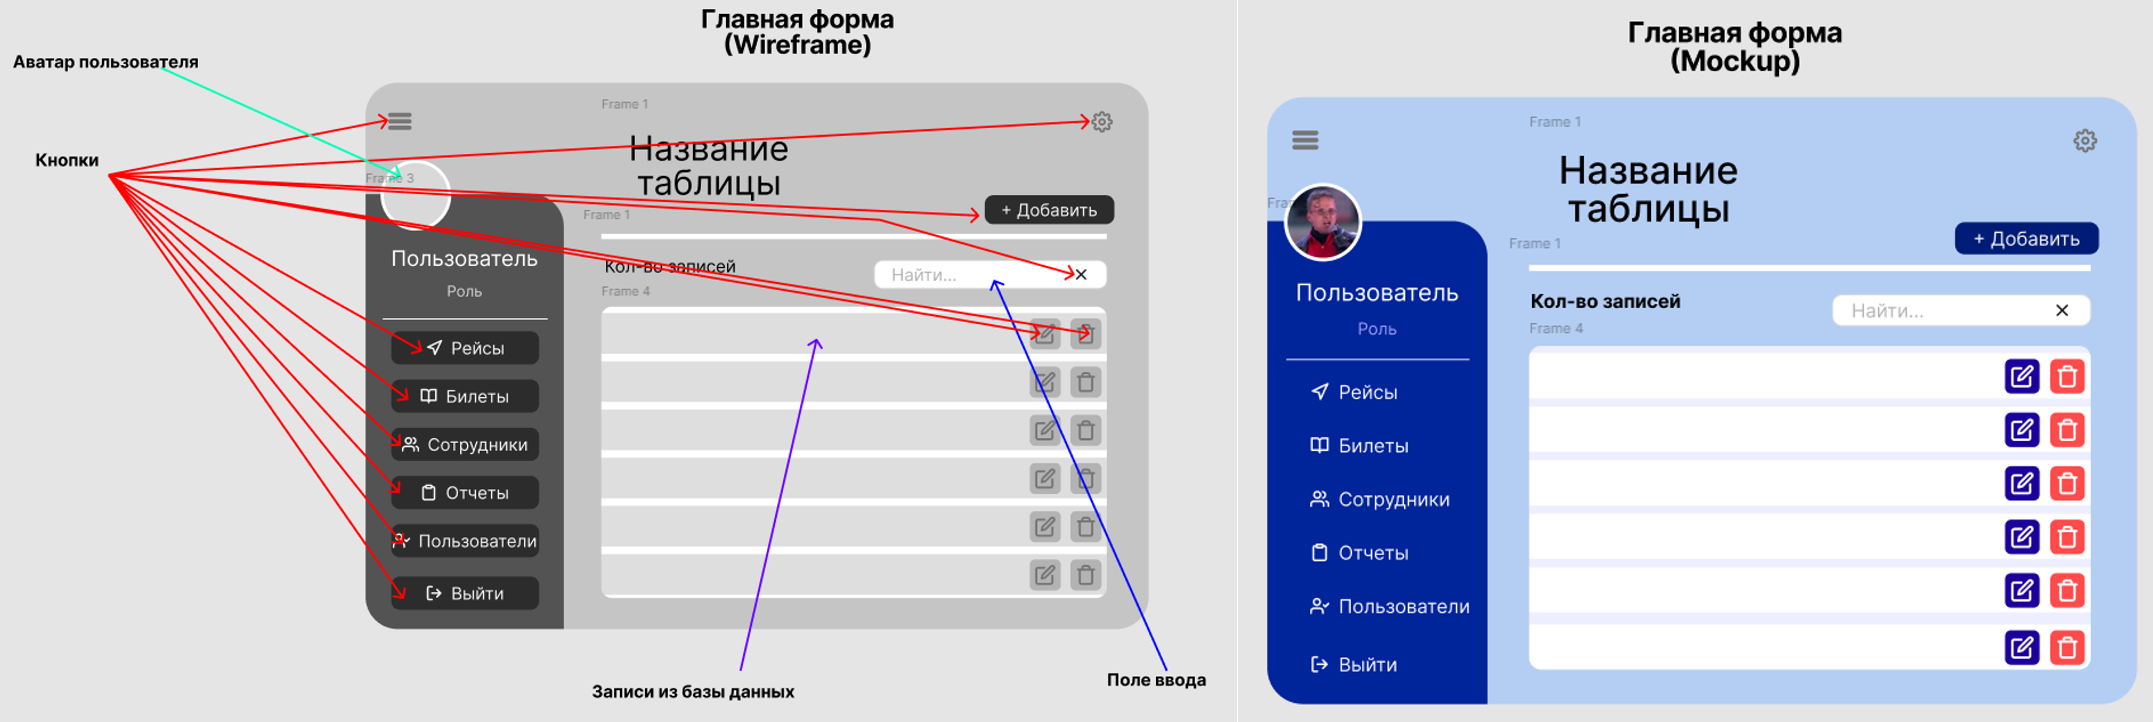 Главная форма
(Wireframe)
Аватар пользователя
Кнопки
Frame 1
Название
таблицы
Frame 3
+ Добавить
Frame 1
Пользователь
Роль
Кол-во записей
Найти...
Frame 4
Рейсы
Билеты
Сотрудники
Отчеты
Пользователи
Выйти
Записи из базы данных
Поле ввода
Главная форма
(Mockup)
Frame 1
Название
таблицы
+ Добавить
Frame 1
Пользователь
Роль
Кол-во записей
Найти...
Frame 4
Рейсы
Билеты
Сотрудники
Отчеты
Пользователи
Выйти